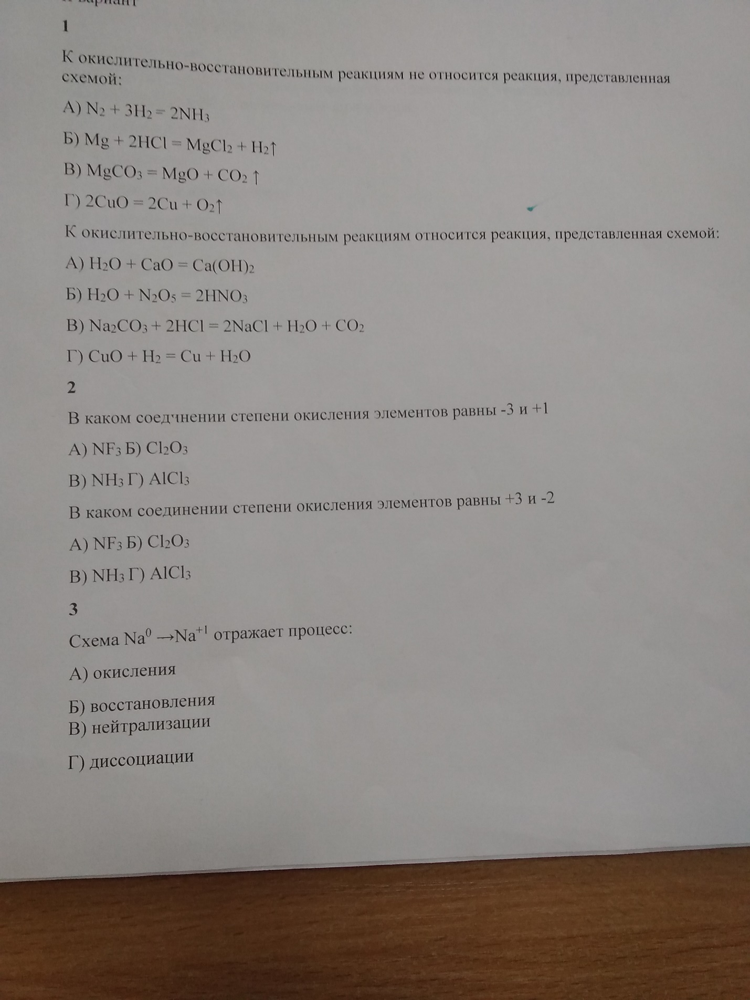 вариант
1
К окислительно-восстановительным реакциям не относится реакция, представленная
схемой:
А) N₂ + 3H₂ = 2NH₃
Б) Mg + 2HCl = MgCl₂ + H₂↑
В) MgCO₃ = MgO + CO₂ ↑
Г) 2CuO = 2Cu + O₂↑
К окислительно-восстановительным реакциям относится реакция, представленная схемой:
А) H₂O + CaO = Ca(OH)₂
Б) H₂O + N₂O₅ = 2HNO₃
В) Na₂CO₃ + 2HCl = 2NaCl + H₂O + CO₂
Г) CuO + H₂ = Cu + H₂O
2
В каком соединении степени окисления элементов равны -3 и +1
А) NF₃ Б) Cl₂O₃
В) NH₃ Г) AlCl₃
В каком соединении степени окисления элементов равны +3 и -2
А) NF₃ Б) Cl₂O₃
В) NH₃ Г) AlCl₃
3
Схема Na⁰ →Na⁺¹ отражает процесс:
А) окисления
Б) восстановления
В) нейтрализации
Г) диссоциации